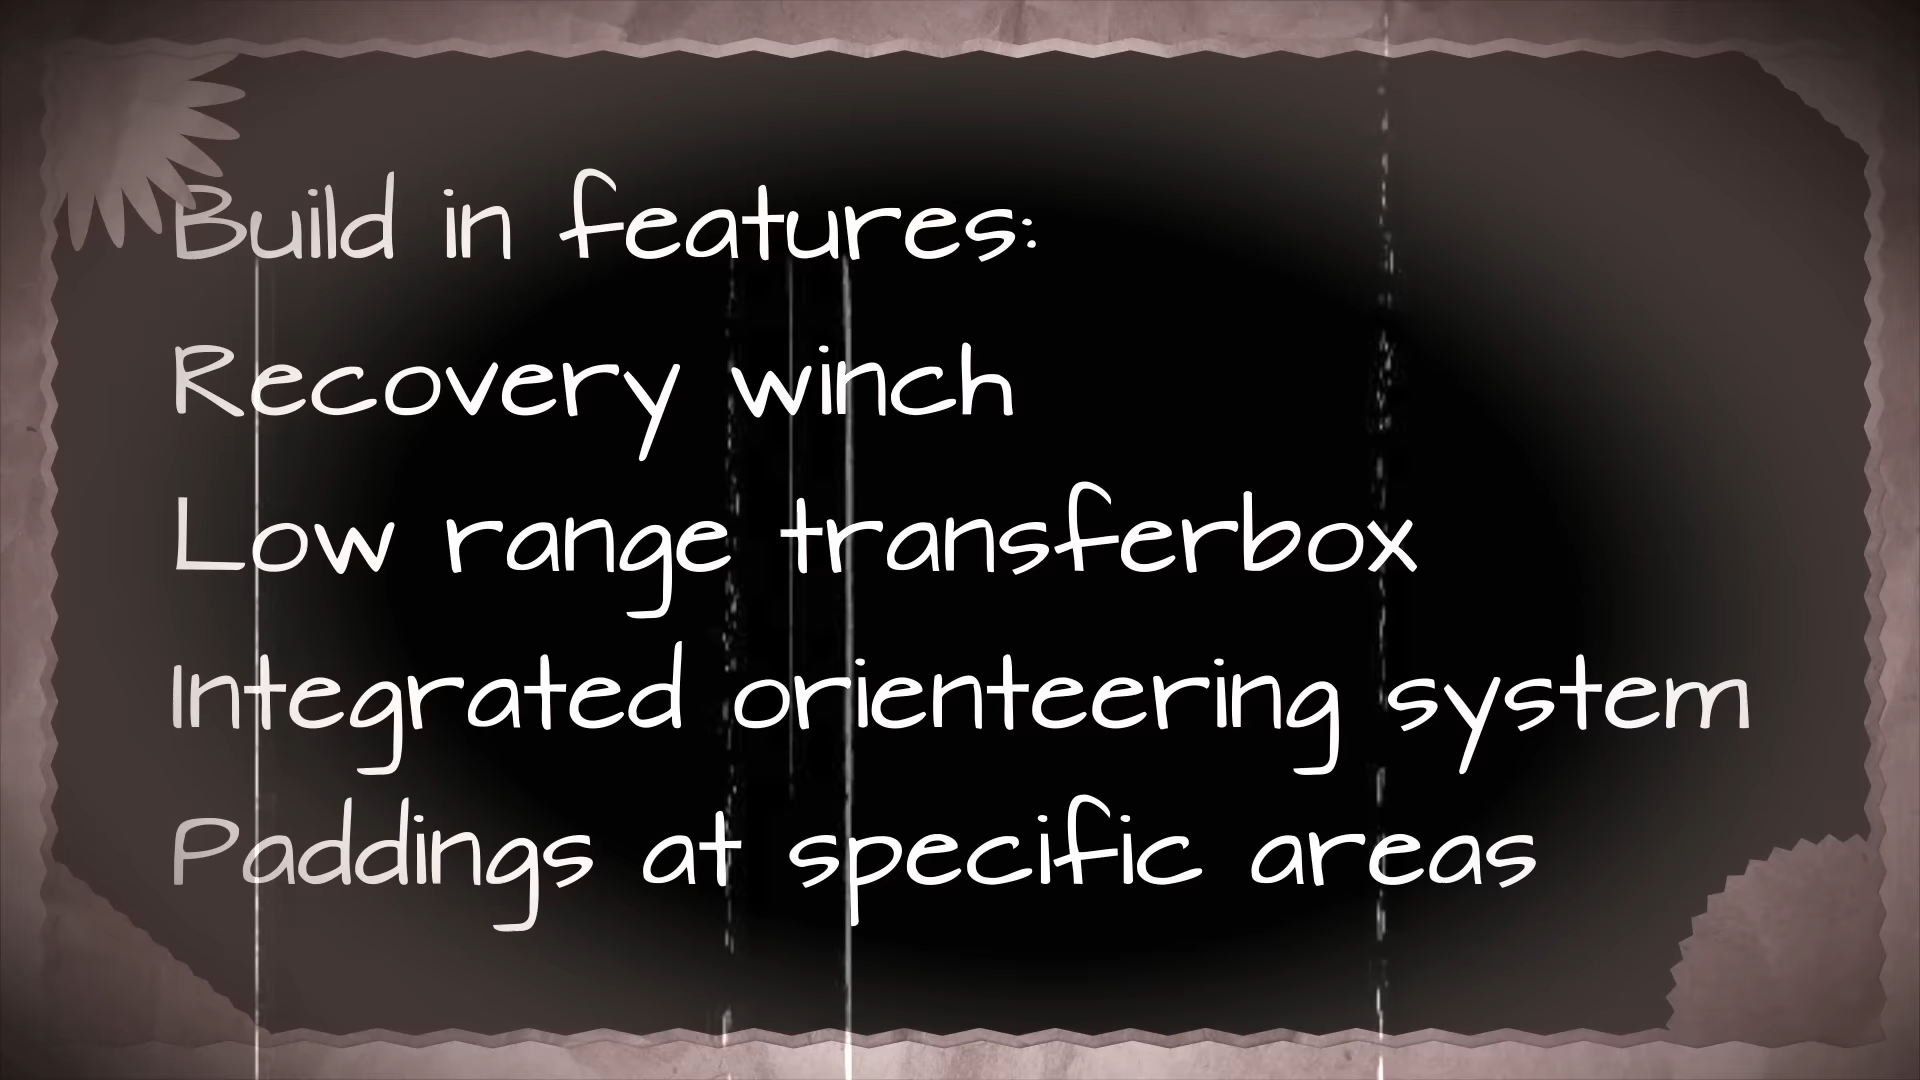 Build in features:
Recovery winch
Low range transferbox
Integrated orienteering system
Paddings at specific areas